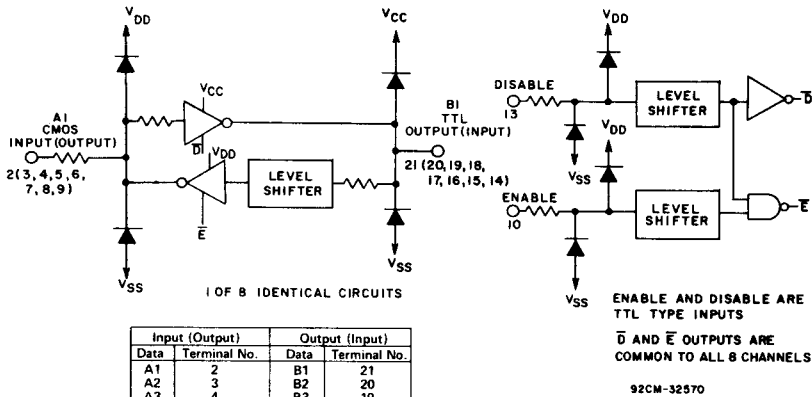 VDD
VCC
VCC
A1
CMOS
INPUT(OUTPUT)
2(3,4,5,6,
7,8,9)
D̅
VDD
LEVEL
SHIFTER
E̅
B1
TTL
OUTPUT(INPUT)
21 (20,19,18,
17,16,15,14)
VSS
VSS
1 OF 8 IDENTICAL CIRCUITS
VDD
DISABLE
13
LEVEL
SHIFTER
D̅
VSS
VDD
ENABLE
10
LEVEL
SHIFTER
E̅
VSS
ENABLE AND DISABLE ARE
TTL TYPE INPUTS
D̅ AND E̅ OUTPUTS ARE
COMMON TO ALL 8 CHANNELS
92CM-32570
Input (Output) Output (Input)
Data Terminal No. Data Terminal No.
A1 2 B1 21
A2 3 B2 20